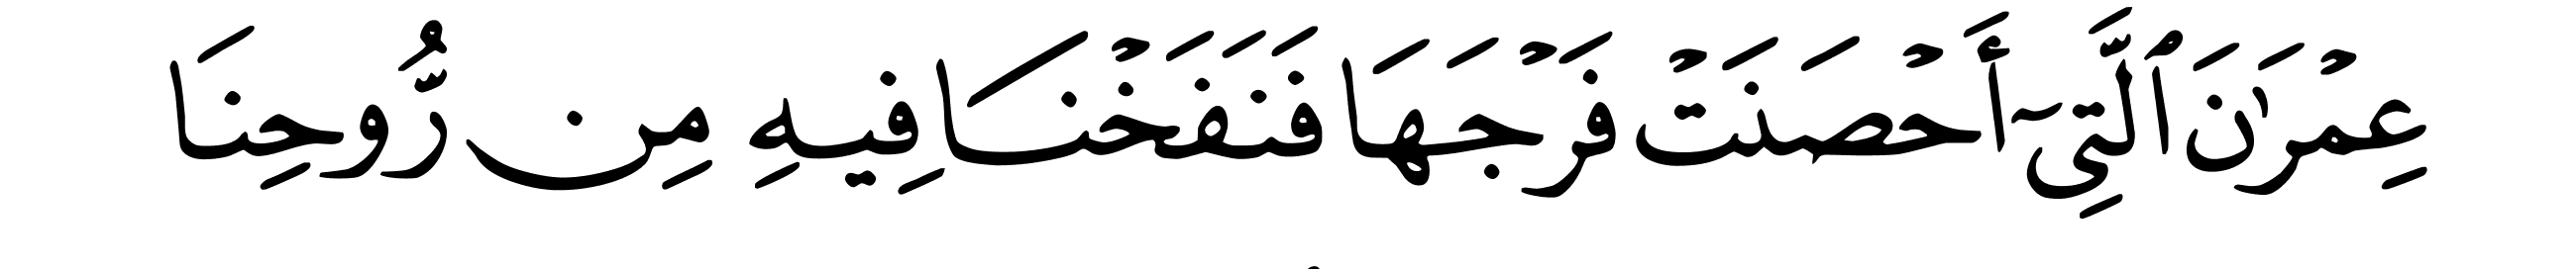 عِمْرَٰنَ ٱلَّتِىٓ أَحْصَنَتْ فَرْجَهَا فَنَفَخْنَا فِيهِ مِن رُّوحِنَا